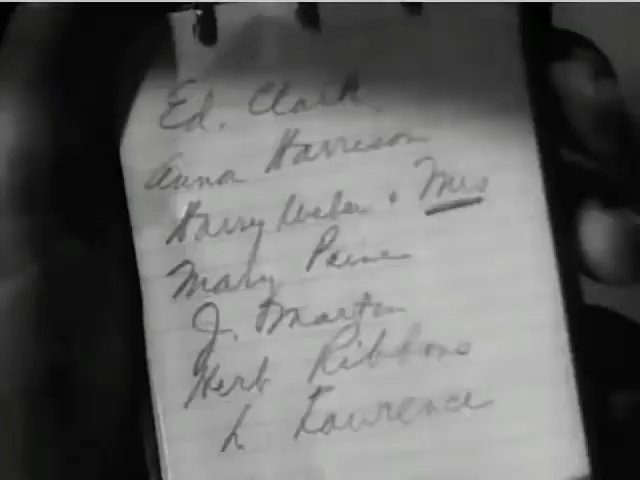 Ed. Clark
Anna Harrison
Harry Weber + Mrs
Mary Paine
J. Martin
Herb Ribbons
L Lawrence